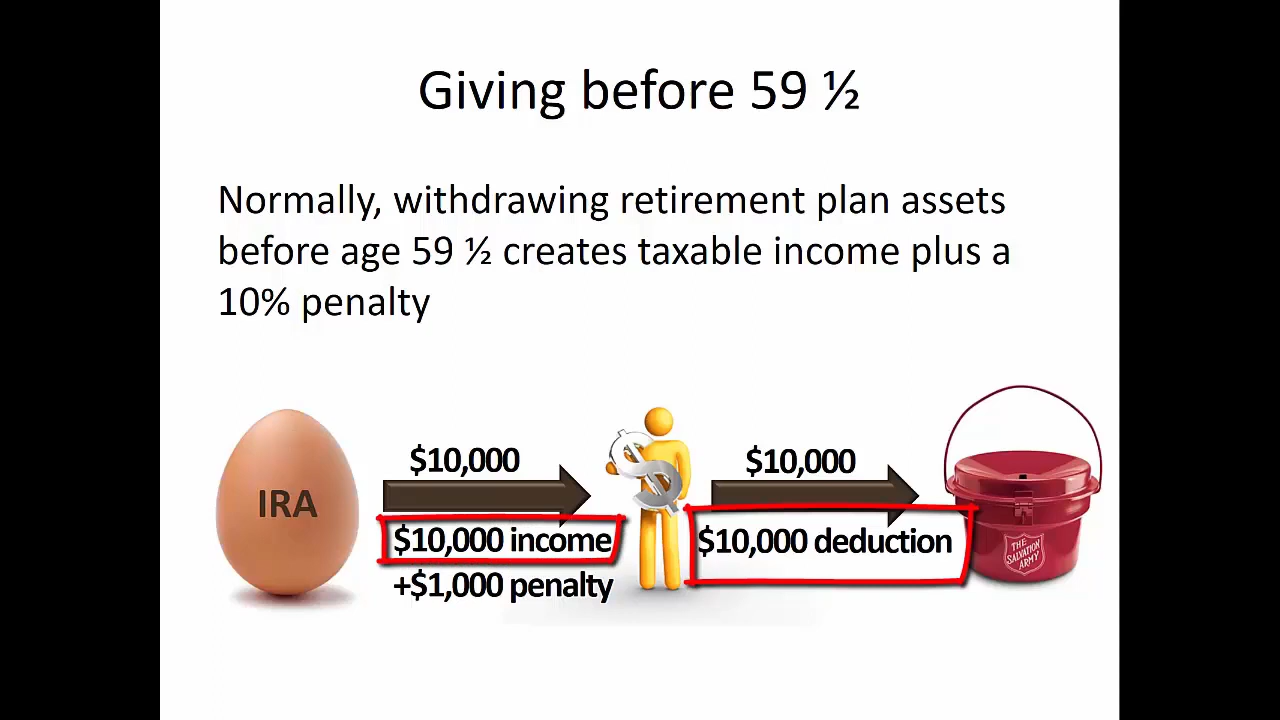 Giving before 59 ½
Normally, withdrawing retirement plan assets
before age 59 ½ creates taxable income plus a
10% penalty
IRA
$10,000
$10,000 income
+$1,000 penalty
$
$10,000
$10,000 deduction
THE
SALVATION
ARMY